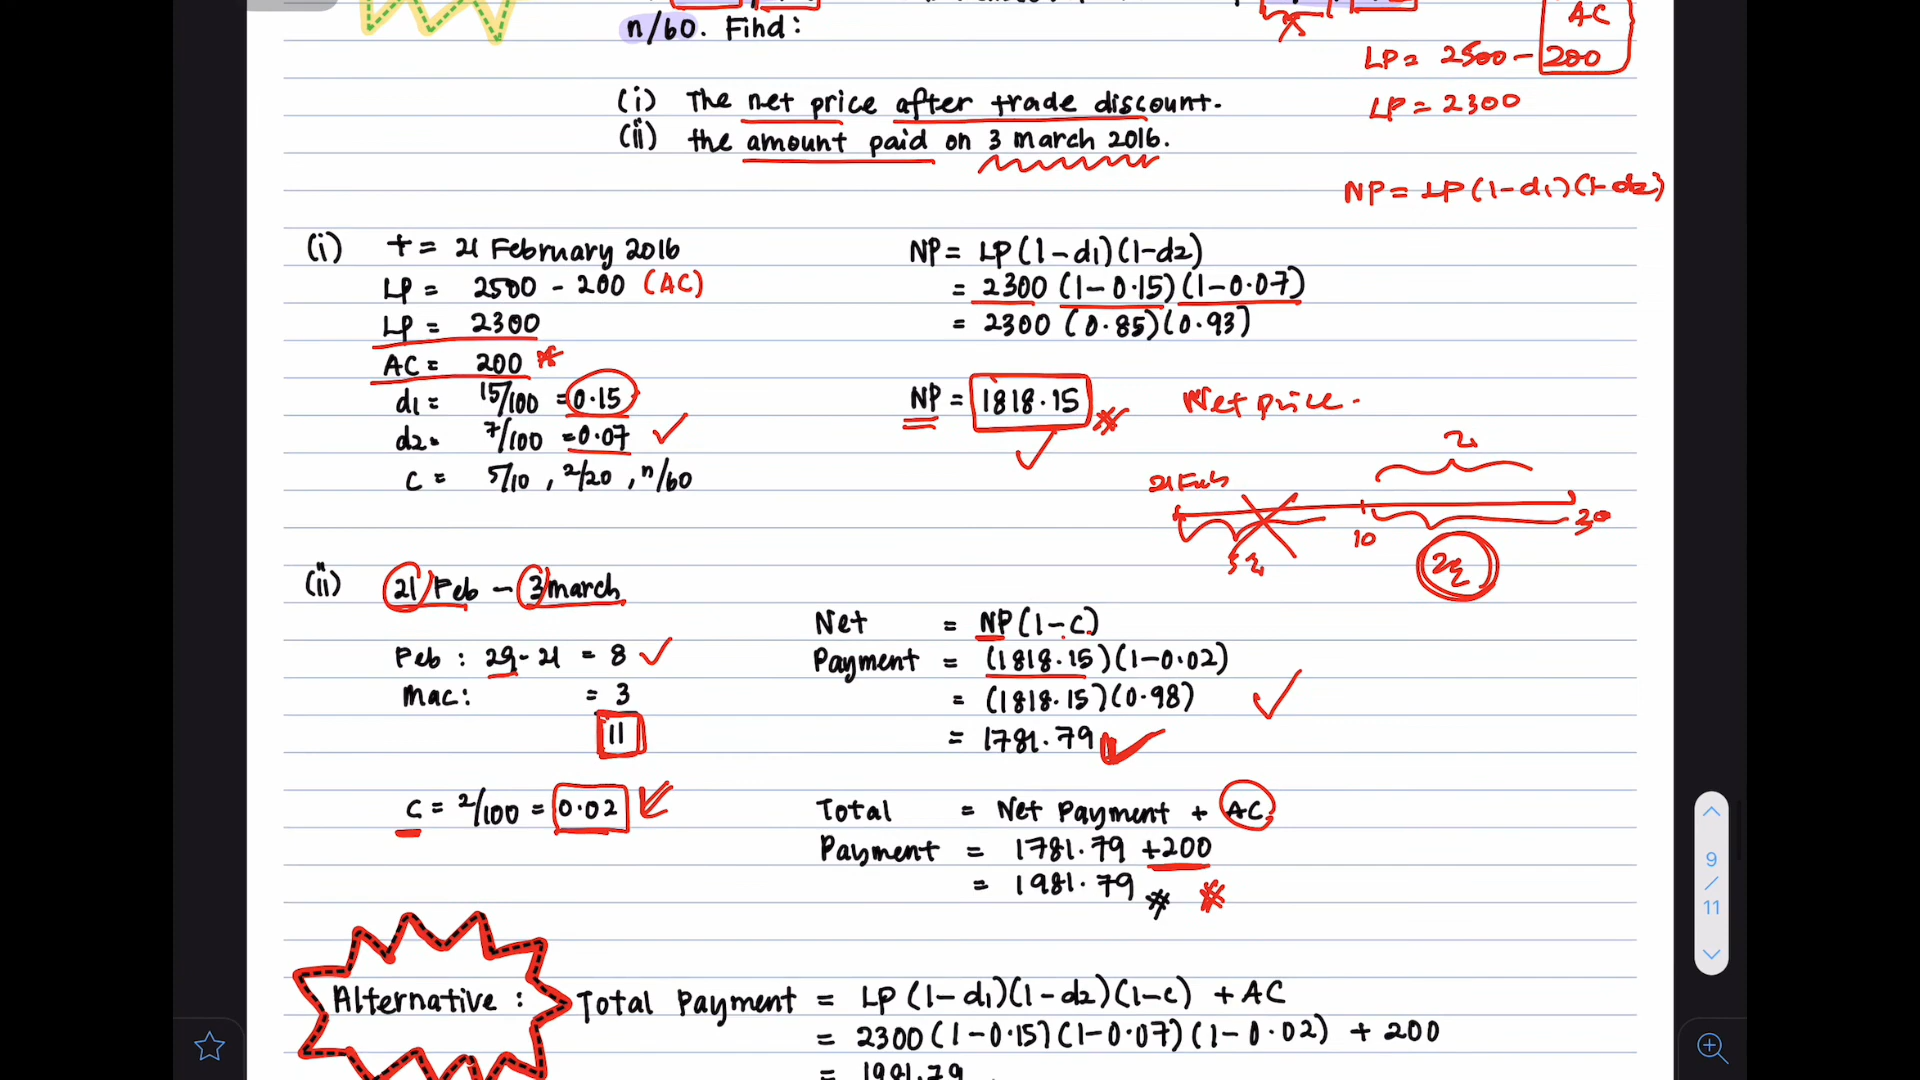 n/60. Find:
AC
LP = 2500 - 200
(i) The net price after trade discount.
LP = 2300
(ii) the amount paid on 3 march 2016.
NP = LP(1-d1)(1-d2)
(i) t = 21 February 2016
LP = 2500 - 200 (AC)
LP = 2300
AC = 200 *
d1 = 15/100 = 0.15
d2 = 7/100 = 0.07 ✓
C = 5/10, 2/20, n/60
NP = LP(1-d1)(1-d2)
= 2300 (1-0.15)(1-0.07)
= 2300 (0.85)(0.93)
NP = 1818.15 ✓
Net price.
21 Feb
10
(ii) 21 Feb - 3 march
Feb : 29-21 = 8 ✓
Mac: = 3
11
C = 2/100 = 0.02
Net = NP(1-C)
Payment = (1818.15)(1-0.02)
= (1818.15)(0.98) ✓
= 1781.79 ✓
Total = Net Payment + AC
Payment = 1781.79 +200
= 1981.79 # *
Alternative : Total Payment = LP(1-d1)(1-d2)(1-c) + AC
= 2300(1-0.15)(1-0.07)(1-0.02) + 200
= 1981.79
9
/
11